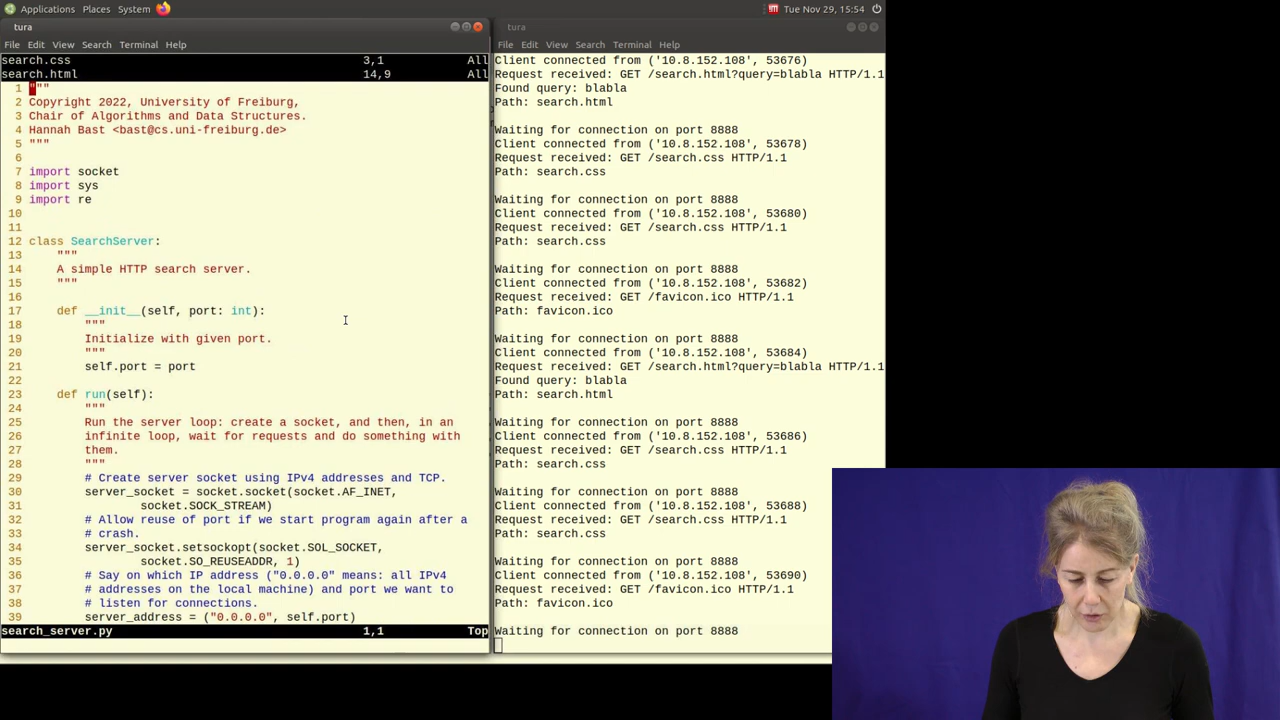 Applications Places System
Tue Nov 29, 15:54
tura
File Edit View Search Terminal Help
search.css 3,1 All
search.html 14,9 All
1 """
2 Copyright 2022, University of Freiburg,
3 Chair of Algorithms and Data Structures.
4 Hannah Bast <bast@cs.uni-freiburg.de>
5 """
6
7 import socket
8 import sys
9 import re
10
11
12 class SearchServer:
13     """
14     A simple HTTP search server.
15     """
16
17     def __init__(self, port: int):
18         """
19         Initialize with given port.
20         """
21         self.port = port
22
23     def run(self):
24         """
25         Run the server loop: create a socket, and then, in an
26         infinite loop, wait for requests and do something with
27         them.
28         """
29         # Create server socket using IPv4 addresses and TCP.
30         server_socket = socket.socket(socket.AF_INET,
31                 socket.SOCK_STREAM)
32         # Allow reuse of port if we start program again after a
33         # crash.
34         server_socket.setsockopt(socket.SOL_SOCKET,
35                 socket.SO_REUSEADDR, 1)
36         # Say on which IP address ("0.0.0.0" means: all IPv4
37         # addresses on the local machine) and port we want to
38         # listen for connections.
39         server_address = ("0.0.0.0", self.port)
search_server.py 1,1 Top
tura
File Edit View Search Terminal Help
Client connected from ('10.8.152.108', 53676)
Request received: GET /search.html?query=blabla HTTP/1.1
Found query: blabla
Path: search.html

Waiting for connection on port 8888
Client connected from ('10.8.152.108', 53678)
Request received: GET /search.css HTTP/1.1
Path: search.css

Waiting for connection on port 8888
Client connected from ('10.8.152.108', 53680)
Request received: GET /search.css HTTP/1.1
Path: search.css

Waiting for connection on port 8888
Client connected from ('10.8.152.108', 53682)
Request received: GET /favicon.ico HTTP/1.1
Path: favicon.ico

Waiting for connection on port 8888
Client connected from ('10.8.152.108', 53684)
Request received: GET /search.html?query=blabla HTTP/1.1
Found query: blabla
Path: search.html

Waiting for connection on port 8888
Client connected from ('10.8.152.108', 53686)
Request received: GET /search.css HTTP/1.1
Path: search.css

Waiting for connection on port 8888
Client connected from ('10.8.152.108', 53688)
Request received: GET /search.css HTTP/1.1
Path: search.css

Waiting for connection on port 8888
Client connected from ('10.8.152.108', 53690)
Request received: GET /favicon.ico HTTP/1.1
Path: favicon.ico

Waiting for connection on port 8888